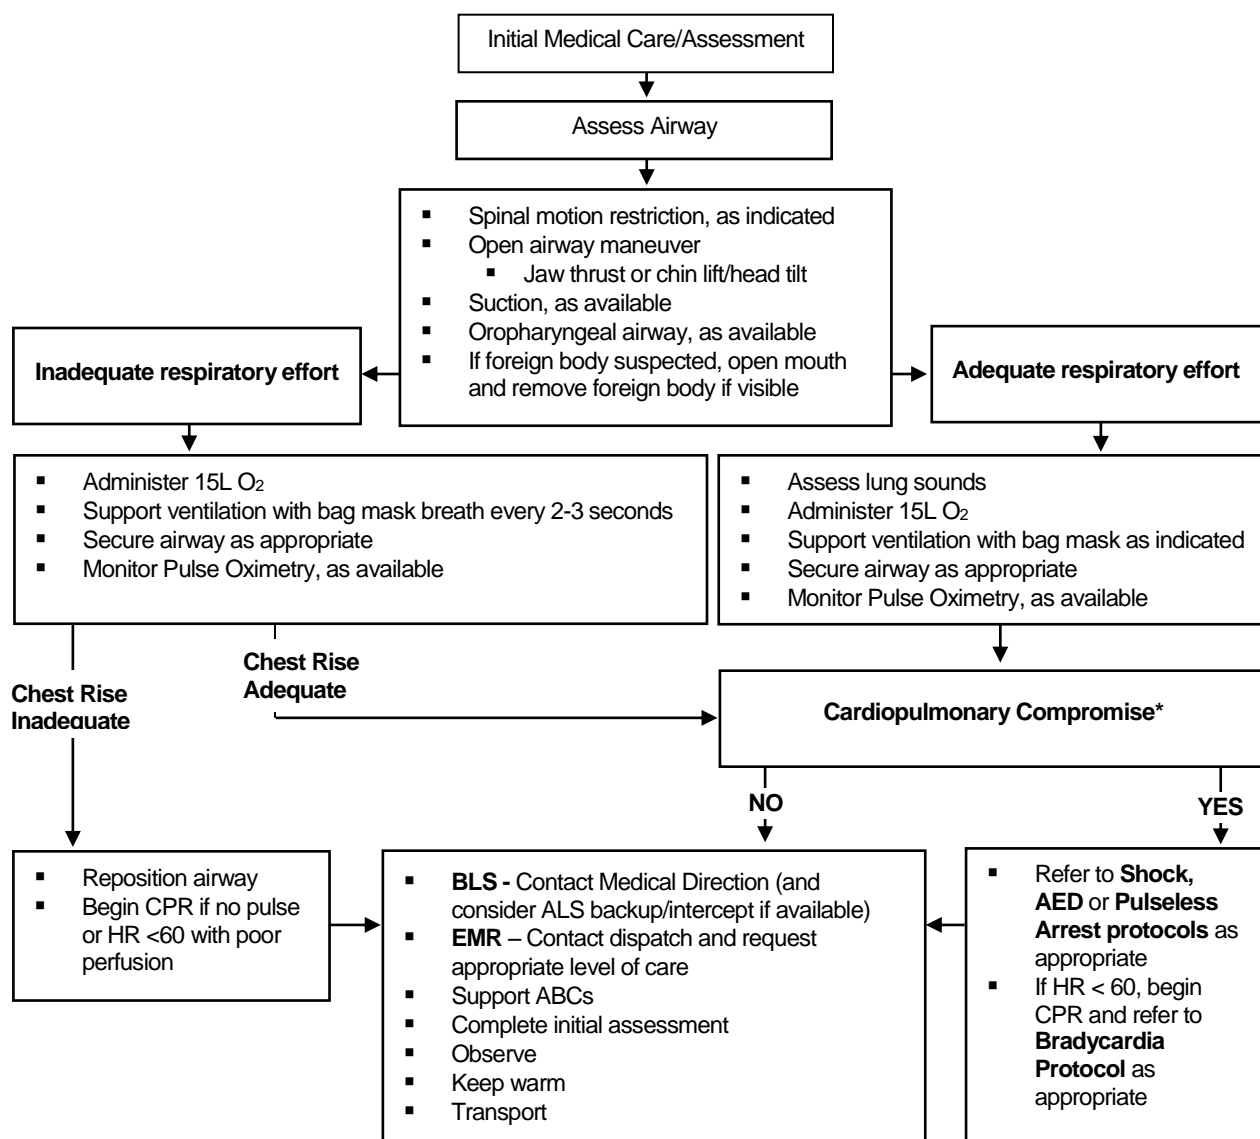 Initial Medical Care/Assessment
Assess Airway
▪ Spinal motion restriction, as indicated
▪ Open airway maneuver
▪ Jaw thrust or chin lift/head tilt
▪ Suction, as available
▪ Oropharyngeal airway, as available
▪ If foreign body suspected, open mouth
and remove foreign body if visible
Inadequate respiratory effort
Adequate respiratory effort
▪ Administer 15L O₂
▪ Support ventilation with bag mask breath every 2-3 seconds
▪ Secure airway as appropriate
▪ Monitor Pulse Oximetry, as available
▪ Assess lung sounds
▪ Administer 15L O₂
▪ Support ventilation with bag mask as indicated
▪ Secure airway as appropriate
▪ Monitor Pulse Oximetry, as available
Chest Rise
Inadequate
Chest Rise
Adequate
Cardiopulmonary Compromise*
NO
YES
▪ Reposition airway
▪ Begin CPR if no pulse
or HR <60 with poor
perfusion
▪ BLS - Contact Medical Direction (and
consider ALS backup/intercept if available)
▪ EMR – Contact dispatch and request
appropriate level of care
▪ Support ABCs
▪ Complete initial assessment
▪ Observe
▪ Keep warm
▪ Transport
▪ Refer to Shock,
AED or Pulseless
Arrest protocols as
appropriate
▪ If HR < 60, begin
CPR and refer to
Bradycardia
Protocol as
appropriate